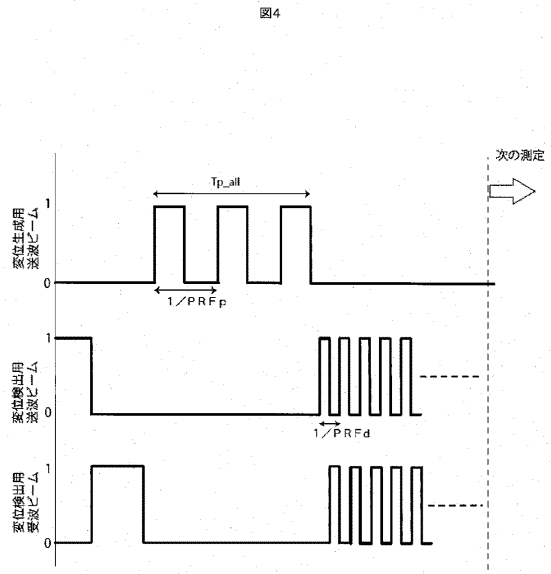 図4
次の測定
Tp_all
変位生成用
送波ビーム
1
0
1／PRFp
変位検出用
送波ビーム
1
0
1／PRFd
変位検出用
受波ビーム
1
0